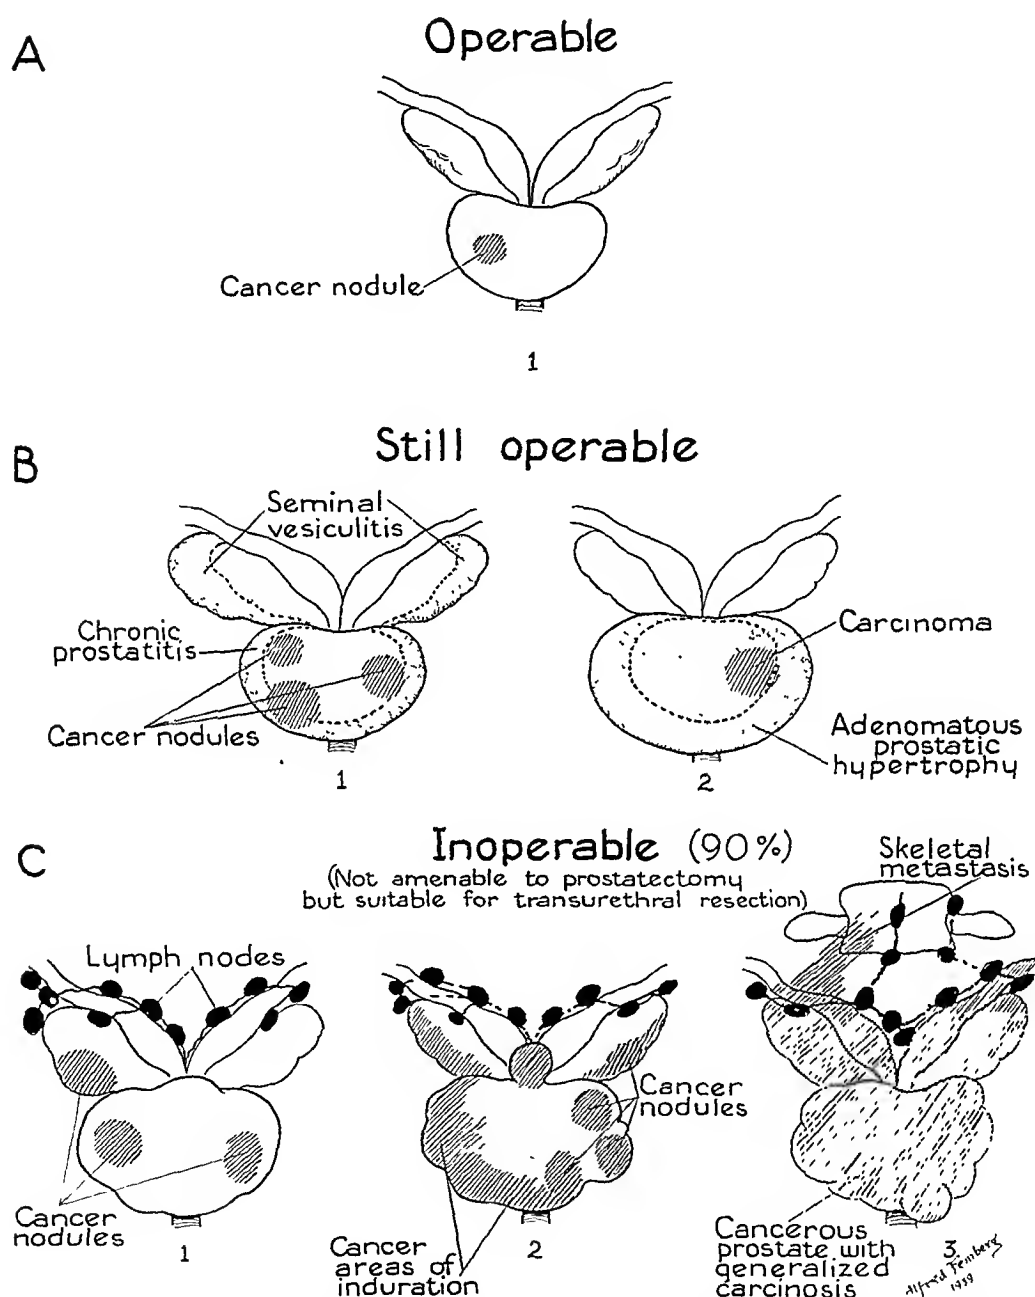 A
Operable
Cancer nodule
1
B
Still operable
Seminal
vesiculitis
Chronic
prostatitis
Cancer nodules
1
Carcinoma
Adenomatous
prostatic
hypertrophy
2
C
Inoperable (90%)
(Not amenable to prostatectomy
but suitable for transurethral resection)
Skeletal
metastasis
Lymph nodes
Cancer
nodules
1
Cancer
nodules
Cancer
areas of
induration
2
Cancerous
prostate with
generalized
carcinosis
3
Alfred Feinberg
1939